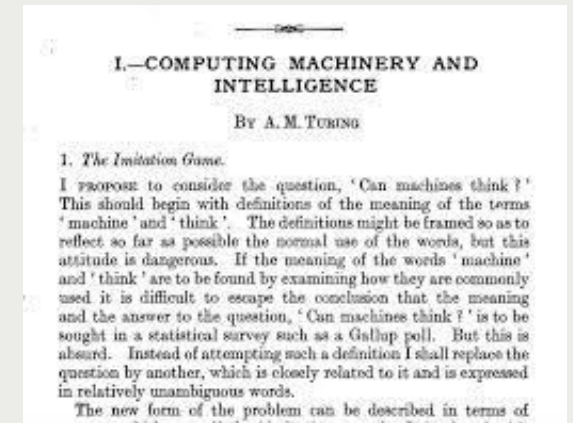 I.—COMPUTING MACHINERY AND
INTELLIGENCE
BY A. M. TURING
1. The Imitation Game.
I PROPOSE to consider the question, ‘Can machines think?’
This should begin with definitions of the meaning of the terms
‘machine’ and ‘think’. The definitions might be framed so as to
reflect so far as possible the normal use of the words, but this
attitude is dangerous. If the meaning of the words ‘machine’
and ‘think’ are to be found by examining how they are commonly
used it is difficult to escape the conclusion that the meaning
and the answer to the question, ‘Can machines think?’ is to be
sought in a statistical survey such as a Gallup poll. But this is
absurd. Instead of attempting such a definition I shall replace the
question by another, which is closely related to it and is expressed
in relatively unambiguous words.
The new form of the problem can be described in terms of